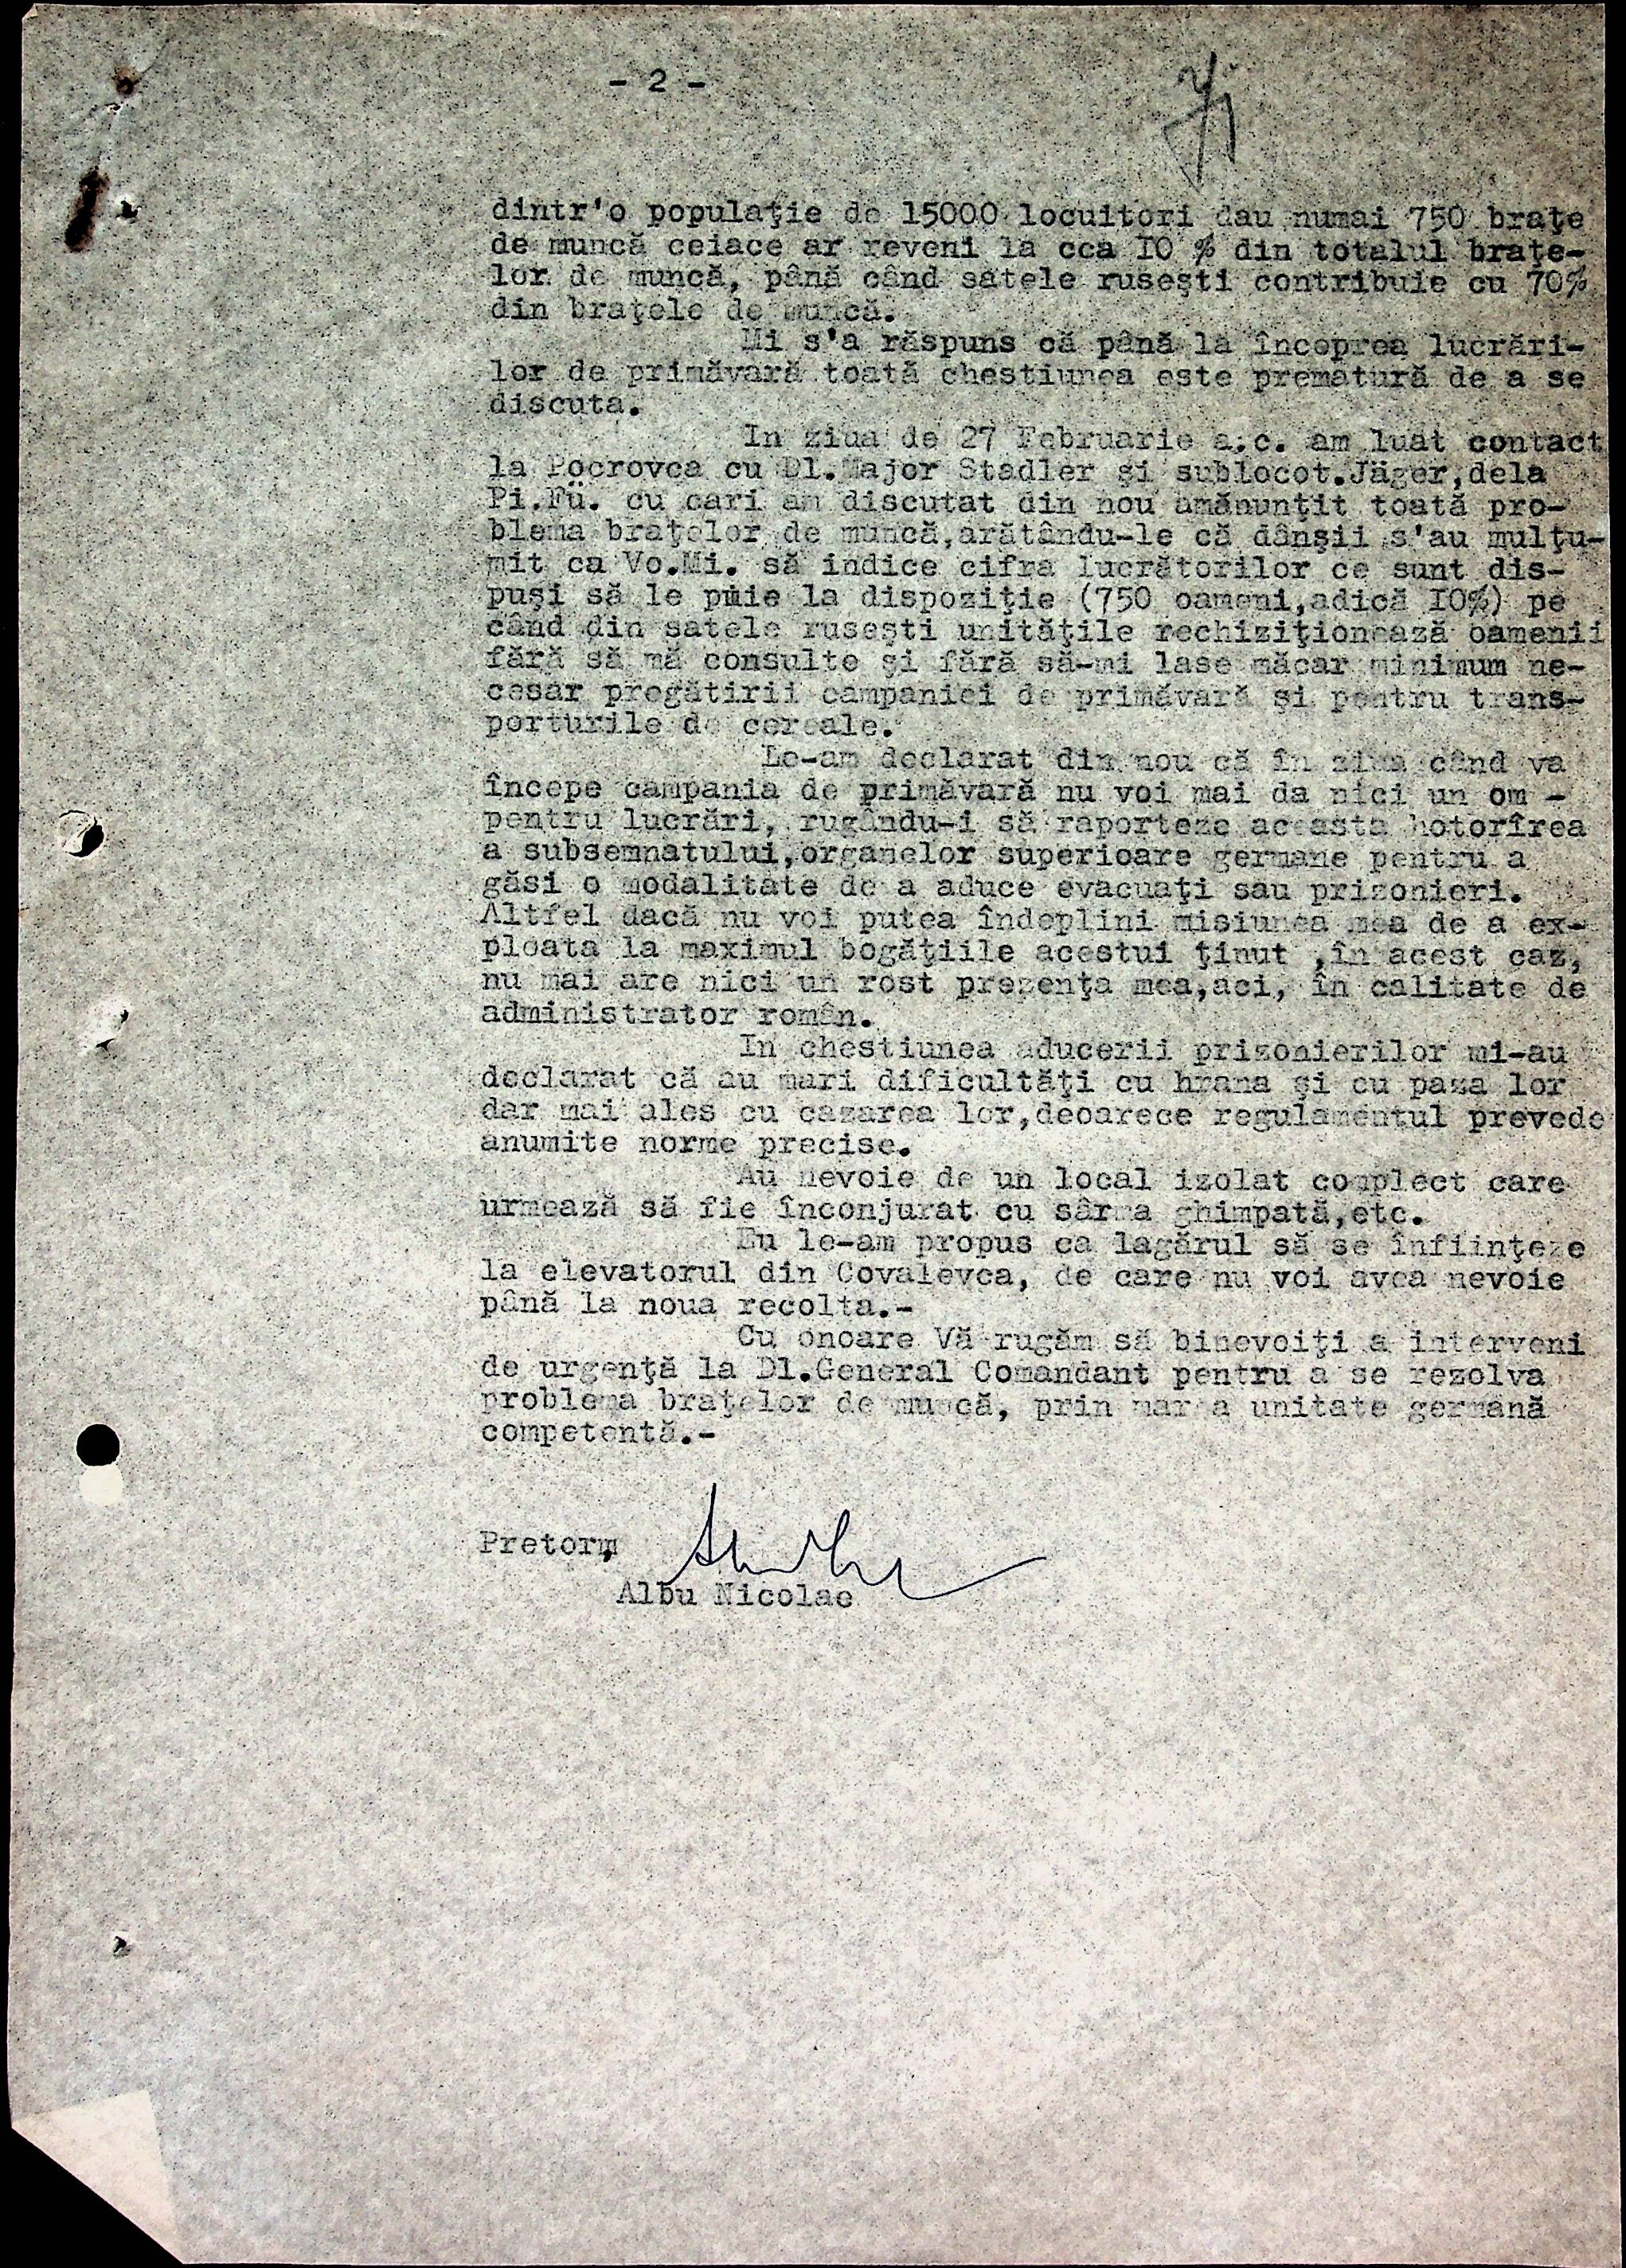 - 2 -
dintr'o populaţie de 15000 locuitori dau numai 750 braţe
de muncă ceiace ar reveni la cca IO % din totalul braţe-
lor de muncă, până când satele ruseşti contribuie cu 70%
din braţele de muncă.
Mi s'a răspuns că până la începrea lucrări-
lor de primăvară toată chestiunea este prematură de a se
discuta.
In ziua de 27 Februarie a.c. am luat contact
la Pocrovca cu Dl.Major Stadler şi sublocot.Jäger,dela
Pi.Fü. cu cari am discutat din nou amănunţit toată pro-
blema braţelor de muncă,arătându-le că dânşii s'au mulţu-
mit ca Vo.Mi. să indice cifra lucrătorilor ce sunt dis-
puşi să le puie la dispoziţie (750 oameni,adică IO%) pe
când din satele ruseşti unităţile rechiziţionează oamenii
fără să mă consulte şi fără să-mi lase măcar minimum ne-
cesar pregătirii campaniei de primăvară şi pentru trans-
porturile de cereale.
Le-am declarat din nou că în ziua când va
începe campania de primăvară nu voi mai da nici un om -
pentru lucrări, rugându-i să raporteze aceasta hotorîrea
a subsemnatului,organelor superioare germane pentru a
găsi o modalitate de a aduce evacuaţi sau prizonieri.
Altfel dacă nu voi putea îndeplini misiunea mea de a ex-
ploata la maximul bogăţiile acestui ţinut ,în acest caz,
nu mai are nici un rost prezenţa mea,aci, în calitate de
administrator român.
In chestiunea aducerii prizonierilor mi-au
declarat că au mari dificultăţi cu hrana şi cu paza lor
dar mai ales cu cazarea lor,deoarece regulamentul prevede
anumite norme precise.
Au nevoie de un local izolat complect care
urmează să fie înconjurat cu sârma ghimpată,etc.
Eu le-am propus ca lagărul să se înfiinţeze
la elevatorul din Covalevca, de care nu voi avea nevoie
până la noua recolta.-
Cu onoare Vă rugăm să binevoiţi a interveni
de urgenţă la Dl.General Comandant pentru a se rezolva
problema braţelor de muncă, prin mar a unitate germană
competentă.-
Pretor,
Albu Nicolae